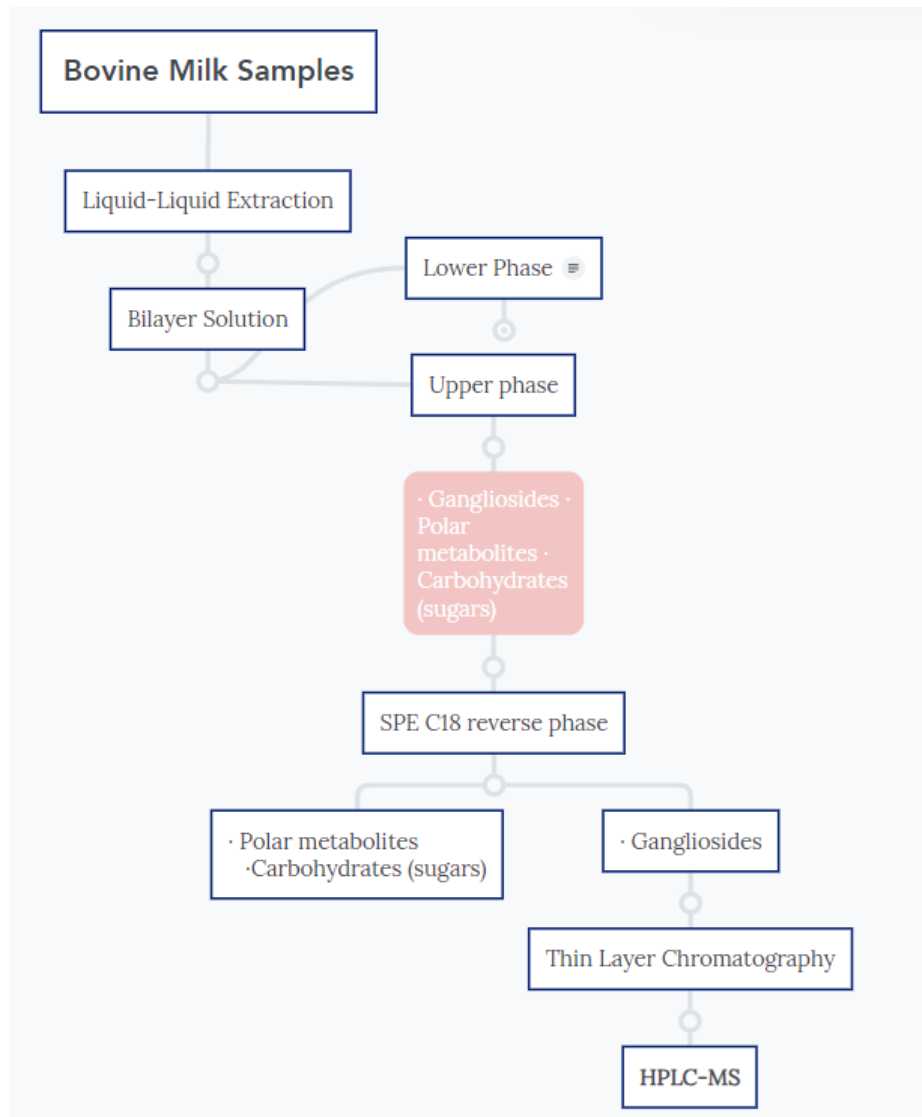 Bovine Milk Samples
Liquid-Liquid Extraction
Lower Phase
Bilayer Solution
Upper phase
· Gangliosides ·
Polar
metabolites ·
Carbohydrates
(sugars)
SPE C18 reverse phase
· Polar metabolites
·Carbohydrates (sugars)
· Gangliosides
Thin Layer Chromatography
HPLC-MS